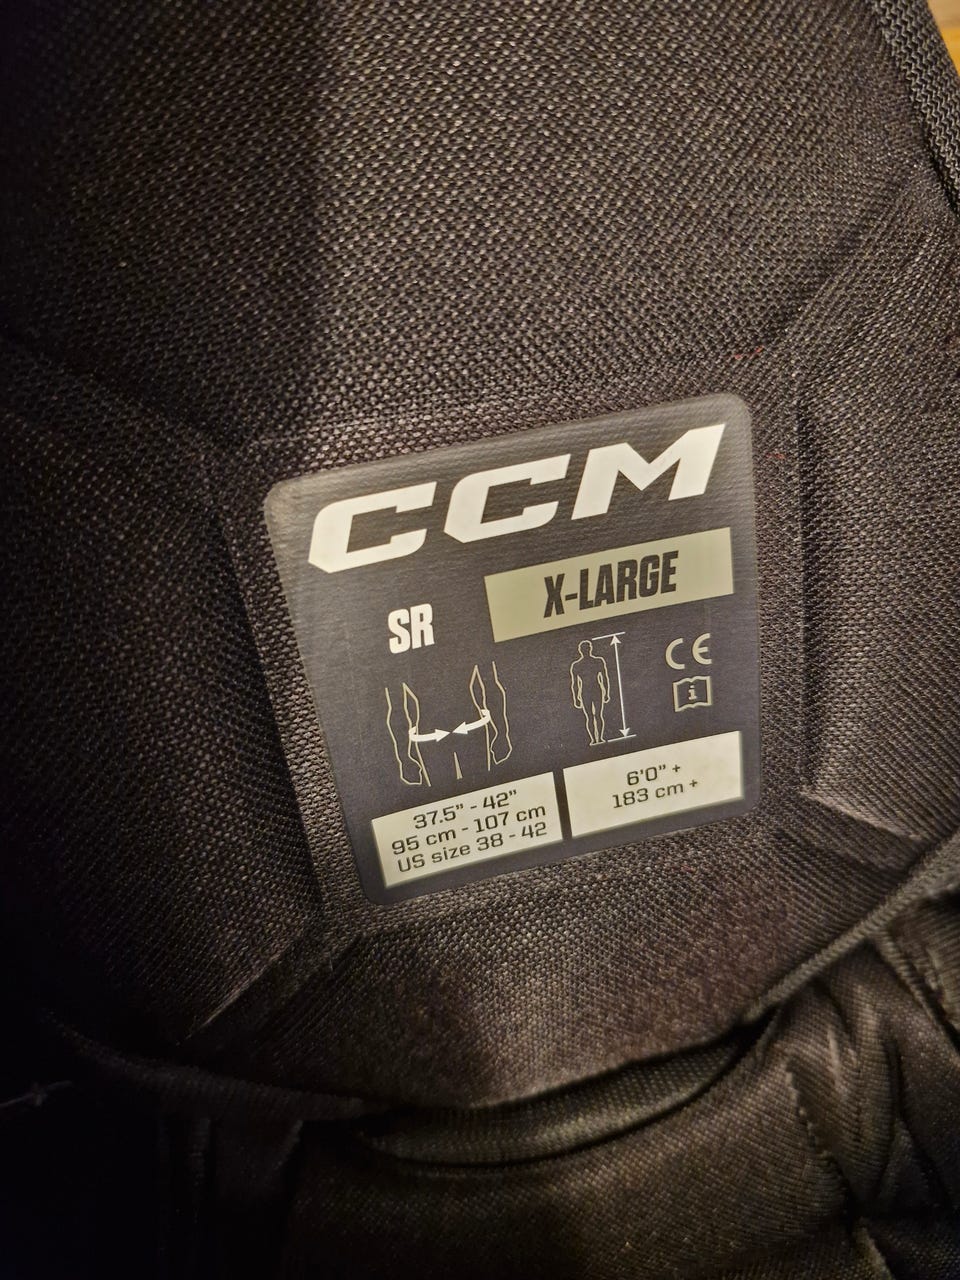 CCM
SR
X-LARGE
CE
i
37.5" - 42"
95 cm - 107 cm
US size 38 - 42
6'0" +
183 cm +